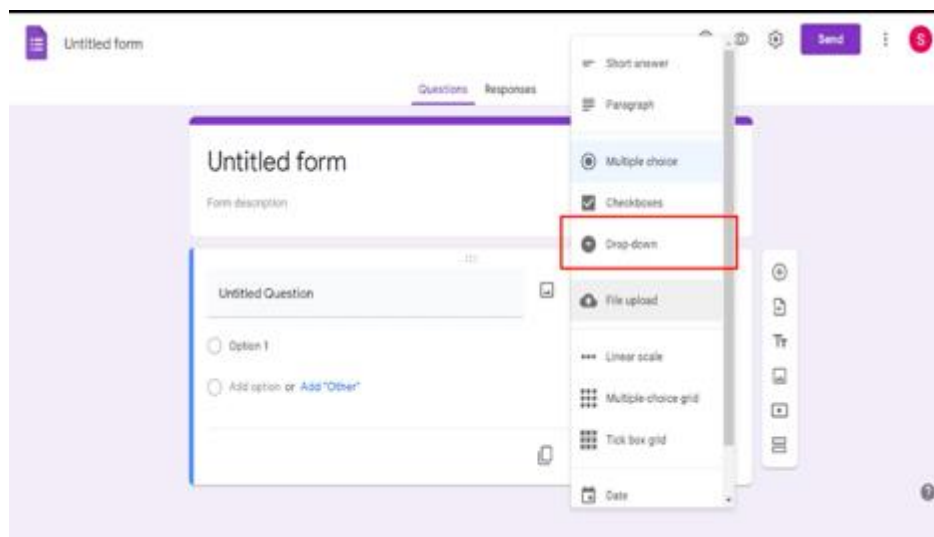 Untitled form
Send
S
Questions Responses
Untitled form
Form description
Untitled Question
Option 1
Add option or Add "Other"
Short answer
Paragraph
Multiple choice
Checkboxes
Drop-down
File upload
Linear scale
Multiple-choice grid
Tick box grid
Date
Tт